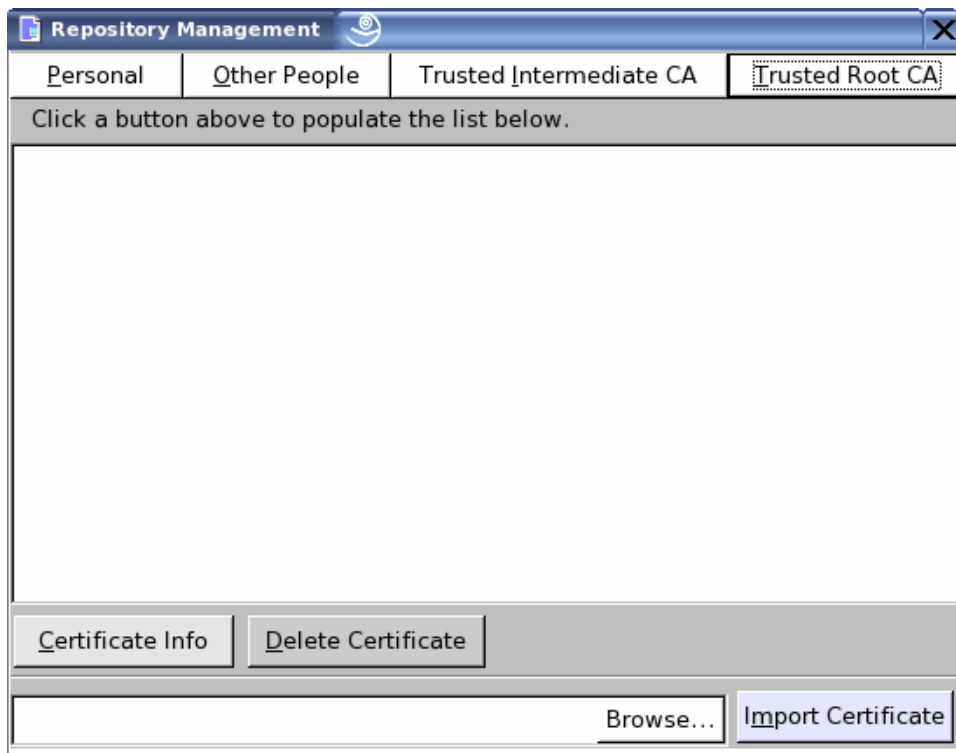 Repository Management
Personal Other People Trusted Intermediate CA Trusted Root CA
Click a button above to populate the list below.
Certificate Info Delete Certificate
Browse... Import Certificate